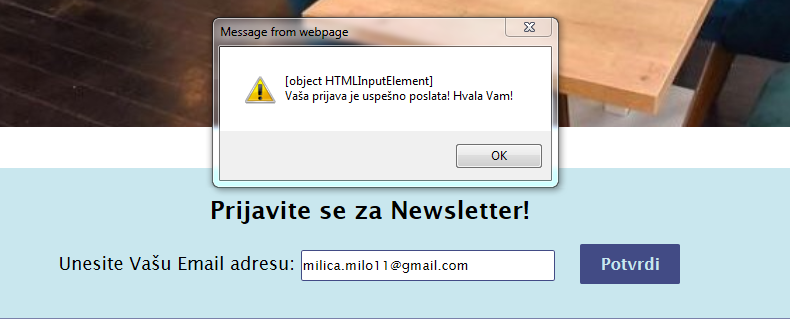 Message from webpage
[object HTMLInputElement]
Vaša prijava je uspešno poslata! Hvala Vam!
OK
Prijavite se za Newsletter!
Unesite Vašu Email adresu: milica.milo11@gmail.com Potvrdi